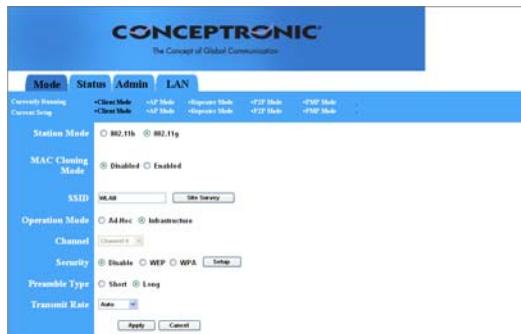 CONCEPTRONIC
The Concept of Global Communication
Mode Status Admin LAN
Currently Running •Client Mode •AP Mode •Repeater Mode •P2P Mode •PMP Mode
Current Setup •Client Mode •AP Mode •Repeater Mode •P2P Mode •PMP Mode
Station Mode 802.11b 802.11g
MAC Cloning
Mode
Disabled Enabled
SSID WLAN Site Survey
Operation Mode Ad Hoc Infrastructure
Channel Channel 6
Security Disable WEP WPA Setup
Preamble Type Short Long
Transmit Rate Auto
Apply Cancel